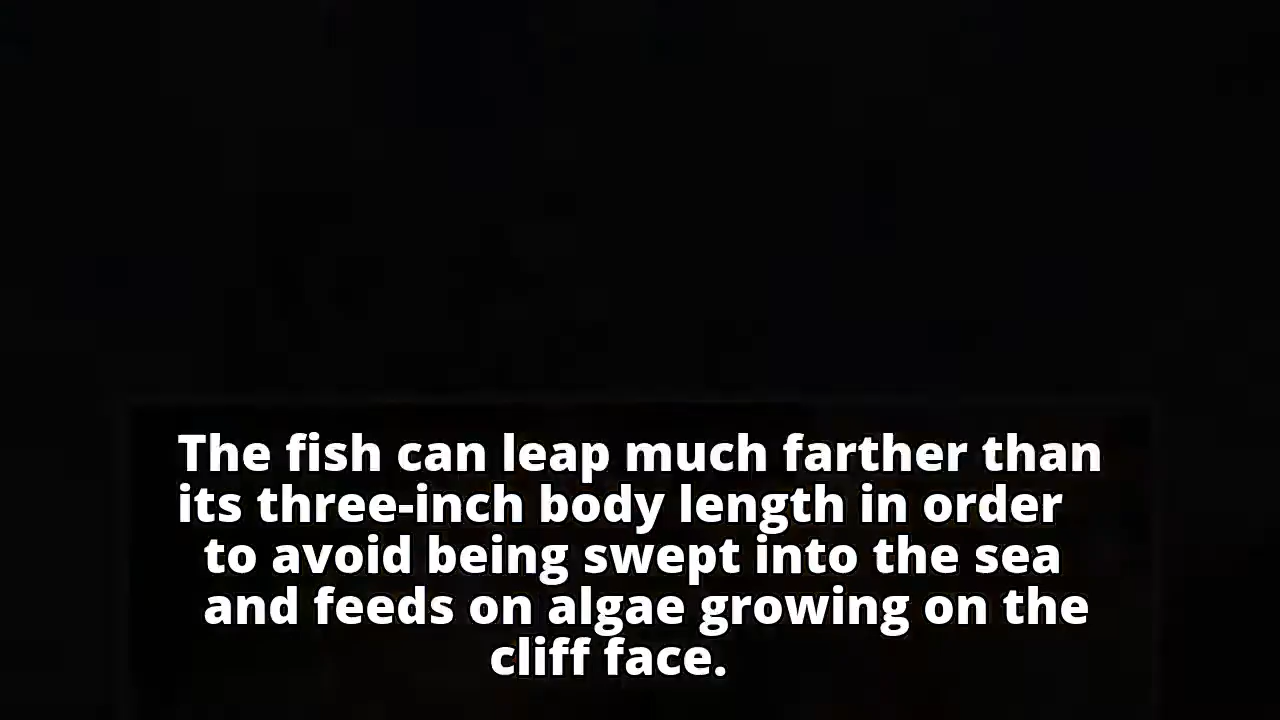 The fish can leap much farther than
its three-inch body length in order
to avoid being swept into the sea
and feeds on algae growing on the
cliff face.